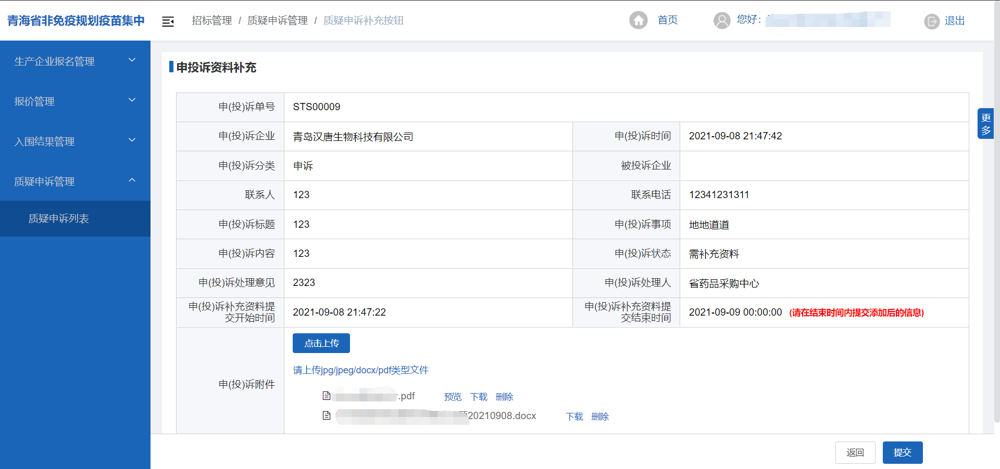 青海省非免疫规划疫苗集中
招标管理 / 质疑申诉管理 / 质疑申诉补充按钮
首页
您好：
退出
生产企业报名管理
报价管理
入围结果管理
质疑申诉管理
质疑申诉列表
申投诉资料补充
更多
申(投)诉单号 STS00009
申(投)诉企业 青岛汉唐生物科技有限公司 申(投)诉时间 2021-09-08 21:47:42
申(投)诉分类 申诉 被投诉企业
联系人 123 联系电话 12341231311
申(投)诉标题 123 申(投)诉事项 地地道道
申(投)诉内容 123 申(投)诉状态 需补充资料
申(投)诉处理意见 2323 申(投)诉处理人 省药品采购中心
申(投)诉补充资料提交开始时间 2021-09-08 21:47:22 申(投)诉补充资料提交结束时间 2021-09-09 00:00:00 (请在结束时间内提交添加后的信息)
申(投)诉附件
点击上传
请上传jpg/jpeg/docx/pdf类型文件
.pdf 预览 下载 删除
20210908.docx 下载 删除
返回 提交